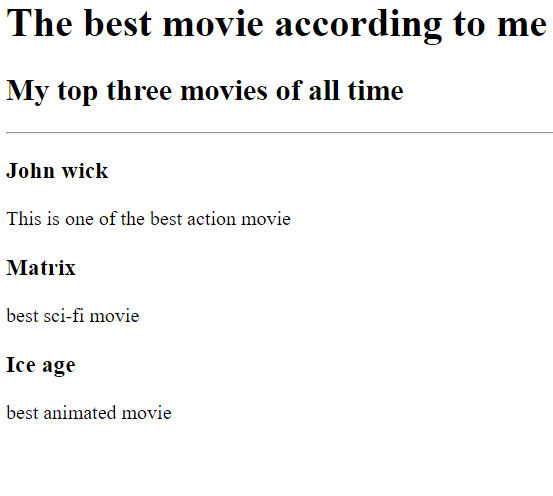 The best movie according to me
My top three movies of all time
John wick
This is one of the best action movie
Matrix
best sci-fi movie
Ice age
best animated movie